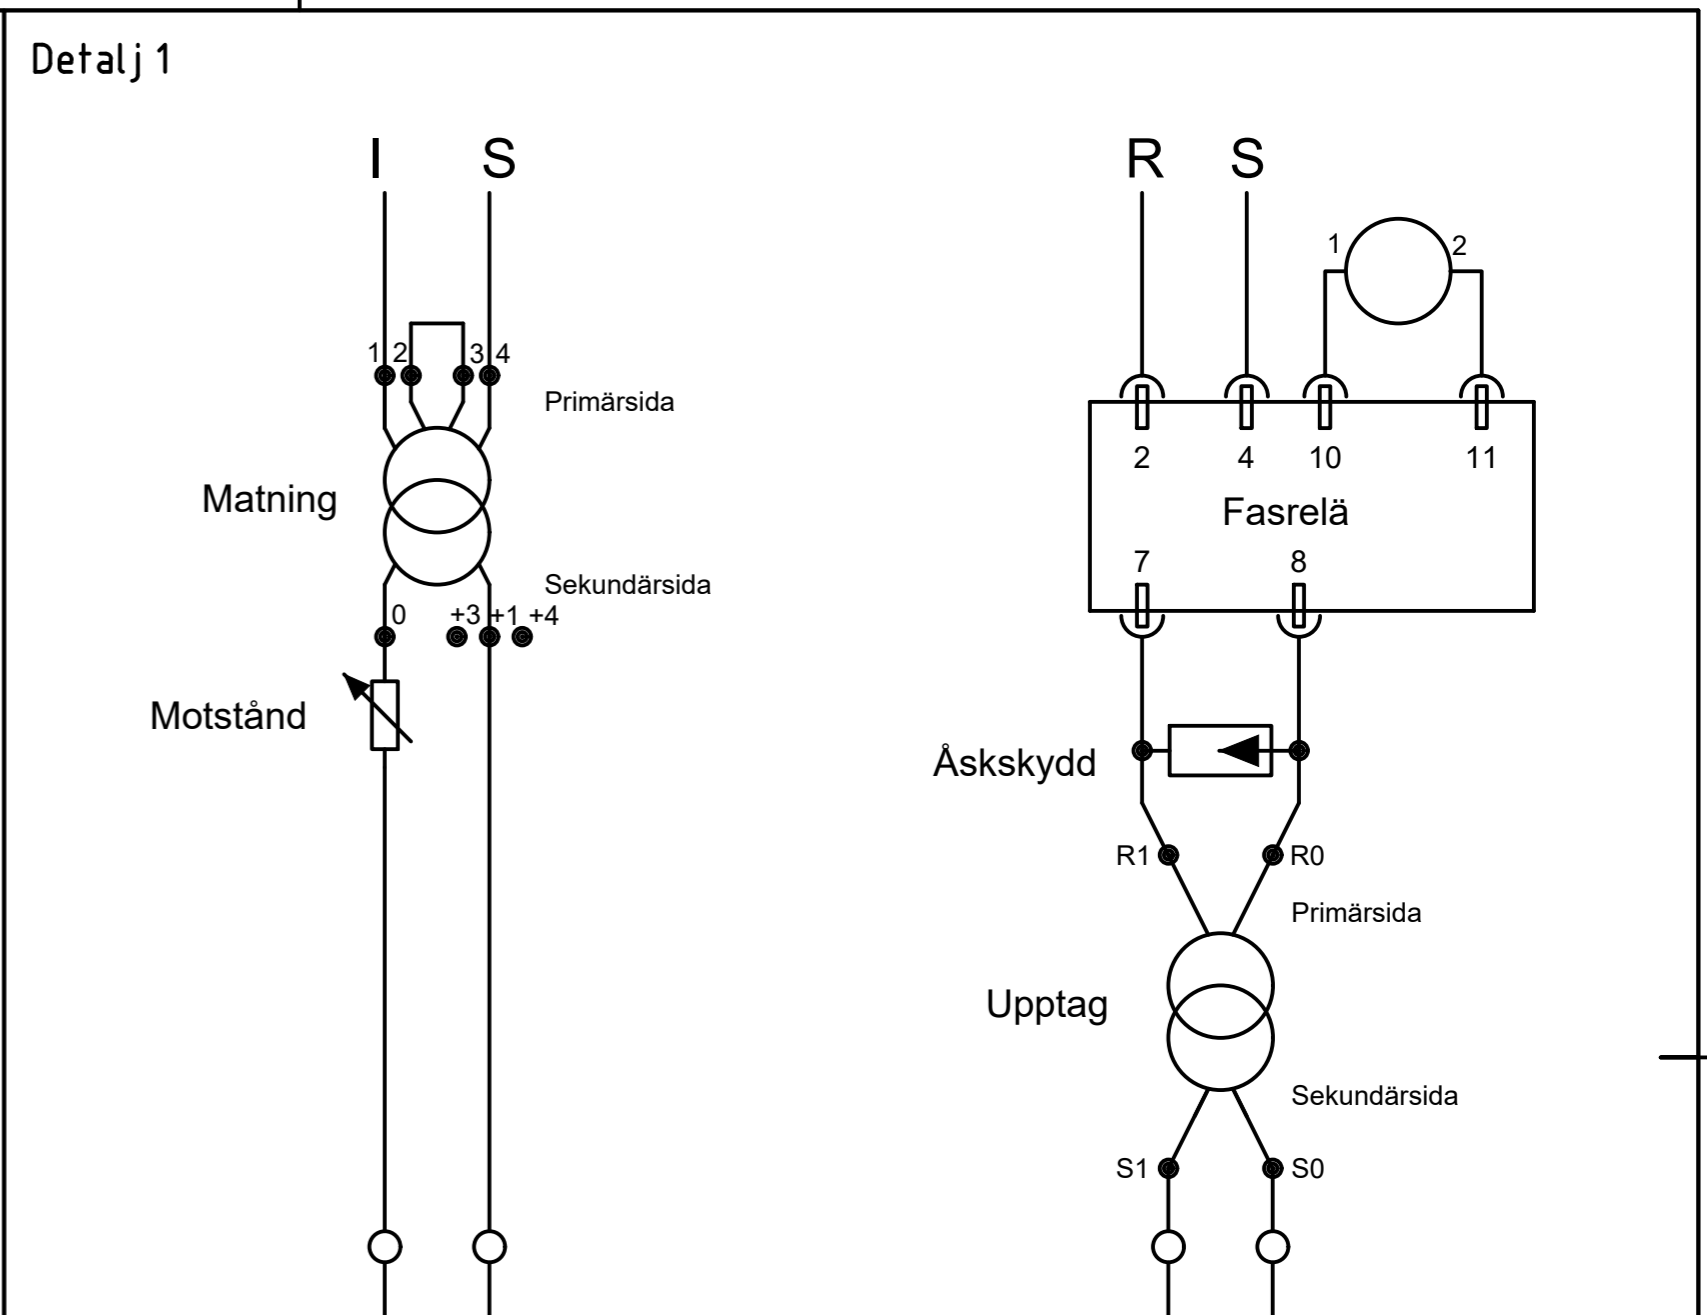 Detalj 1
I S
R S
1 2
1 2 3 4
Primärsida
2 4 10 11
Matning
Fasrelä
7 8
Sekundärsida
0 +3 +1 +4
Motstånd
Åskskydd
R1 R0
Primärsida
Upptag
Sekundärsida
S1 S0